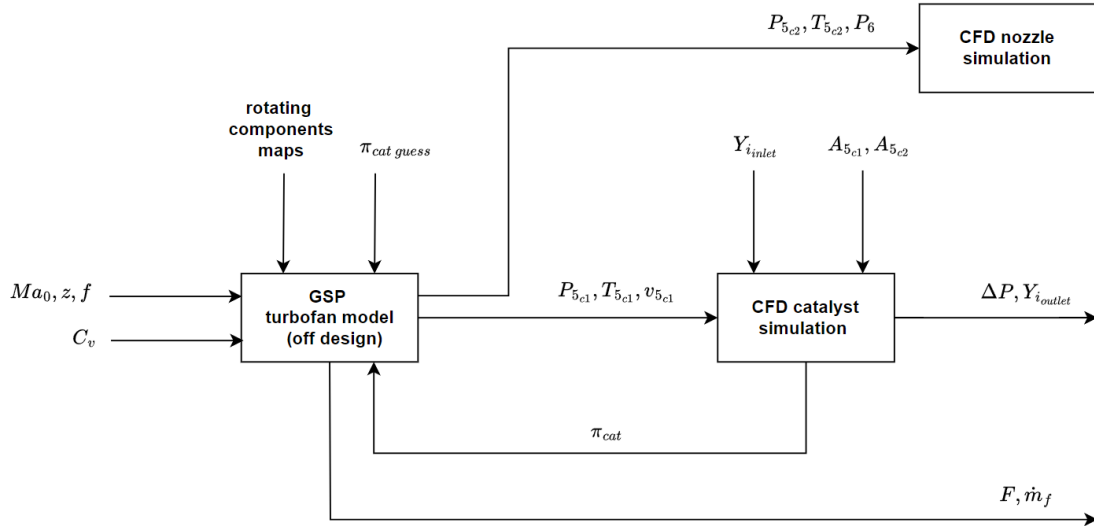 P_{5_{c2}}, T_{5_{c2}}, P_6
CFD nozzle
simulation
rotating
components
maps
π_{cat guess}
Y_{i_{inlet}}
A_{5_{c1}}, A_{5_{c2}}
Ma_0, z, f
C_v
GSP
turbofan model
(off design)
P_{5_{c1}}, T_{5_{c1}}, v_{5_{c1}}
CFD catalyst
simulation
ΔP, Y_{i_{outlet}}
π_{cat}
F, ṁ_f